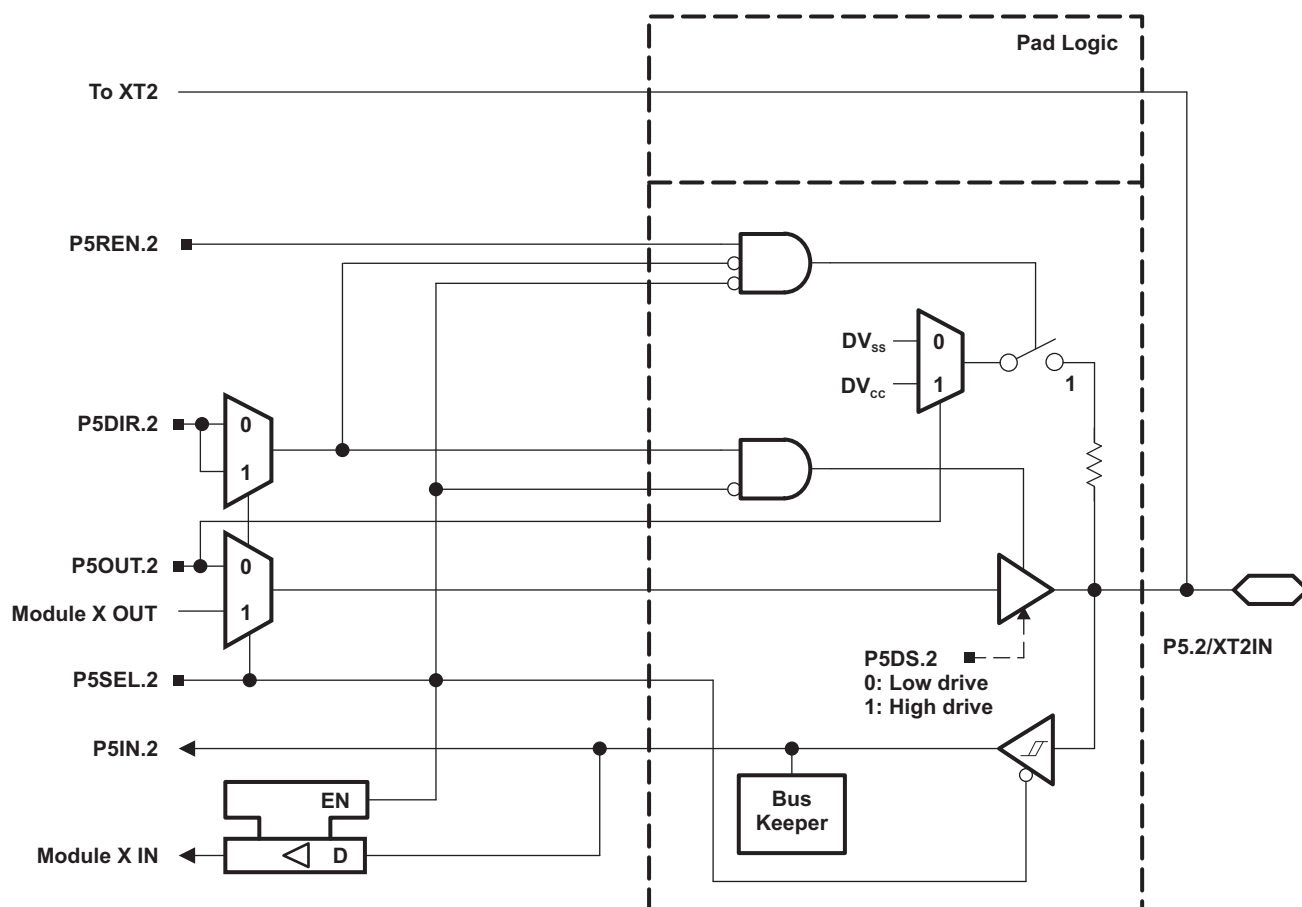 Pad Logic
To XT2
P5REN.2
DVSS
0
DVCC
1
1
P5DIR.2
0
1
P5OUT.2
0
Module X OUT
1
P5DS.2
0: Low drive
1: High drive
P5.2/XT2IN
P5SEL.2
P5IN.2
EN
Bus
Keeper
Module X IN
D